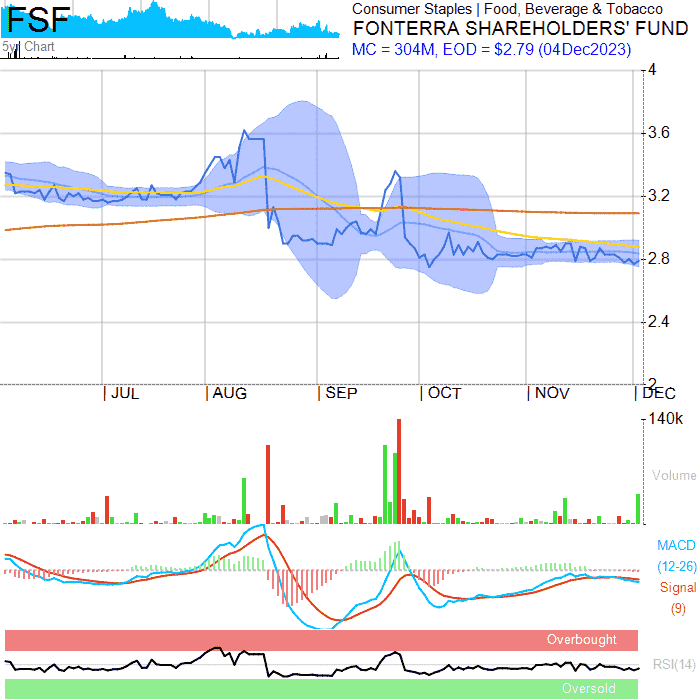 FSF
Consumer Staples | Food, Beverage & Tobacco
FONTERRA SHAREHOLDERS' FUND
5yr Chart
MC = 304M, EOD = $2.79 (04Dec2023)
4
3.6
3.2
2.8
2.4
2
| JUL | AUG | SEP | OCT | NOV | DEC
140k
Volume
MACD
(12-26)
Signal
(9)
Overbought
RSI(14)
Oversold